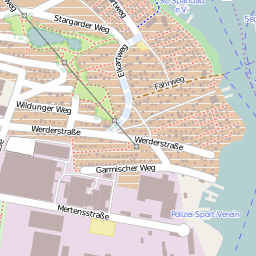 Stargarder Weg
Elkartweg
Fahrweg
e.V.
Wildunger Weg
Werderstraße
Werderstraße
Garmischer Weg
Mertensstraße
Polizei-Sport-Verein